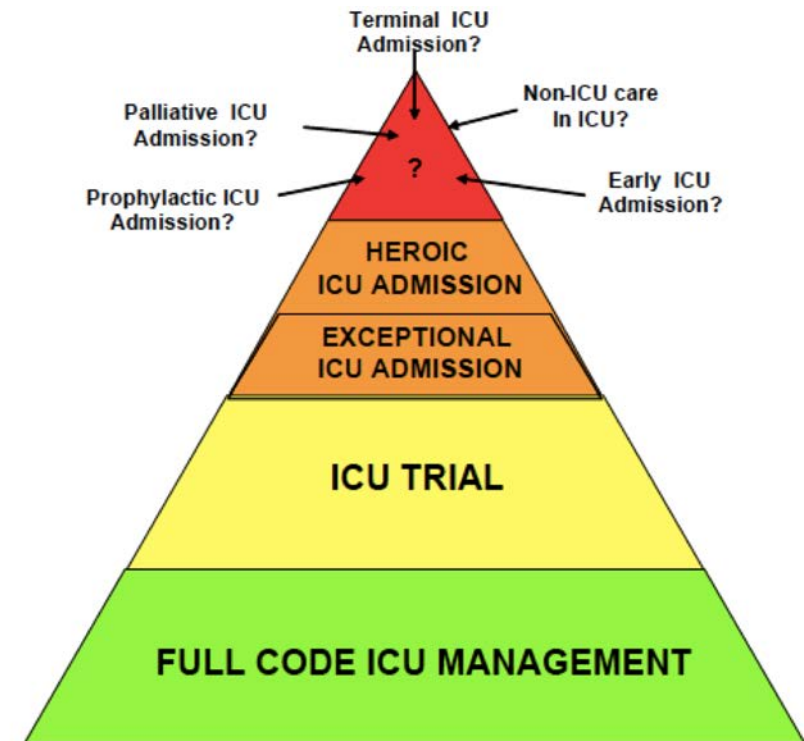 Terminal ICU
Admission?
Palliative ICU
Admission?
Non-ICU care
In ICU?
?
Prophylactic ICU
Admission?
Early ICU
Admission?
HEROIC
ICU ADMISSION
EXCEPTIONAL
ICU ADMISSION
ICU TRIAL
FULL CODE ICU MANAGEMENT